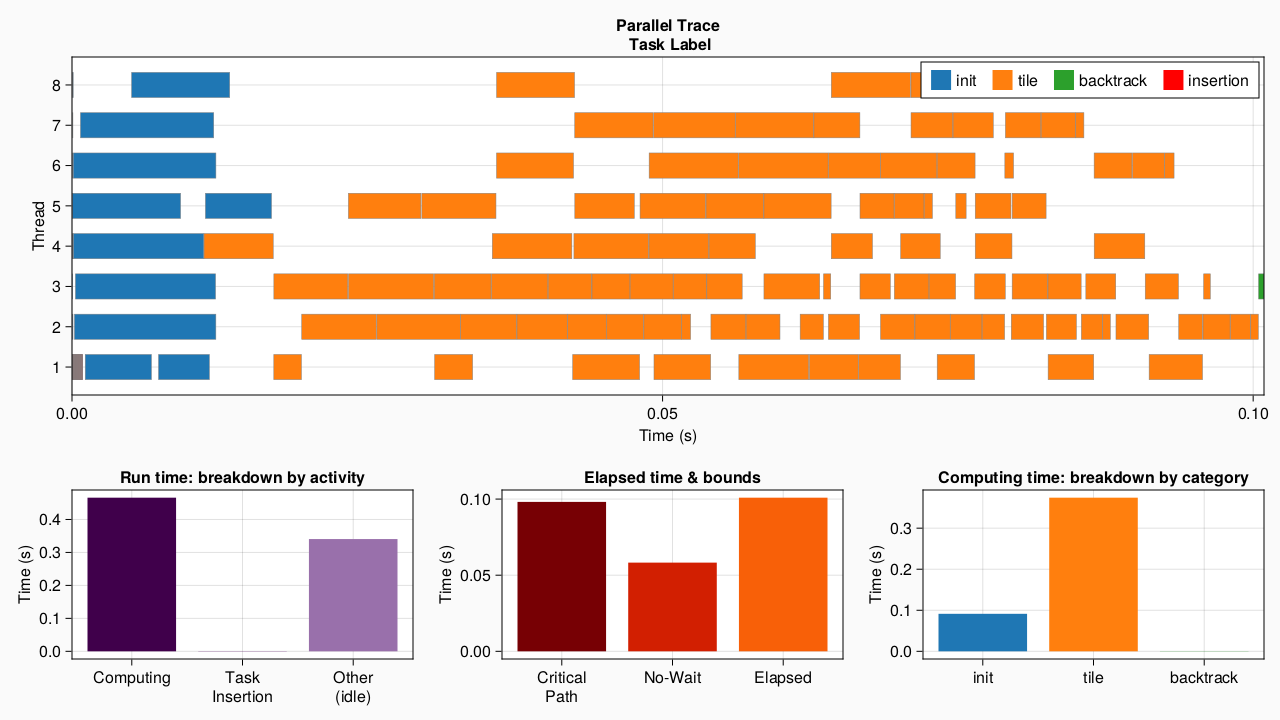 Parallel Trace
Task Label
init tile backtrack insertion
8
7
6
5
4
3
2
1
Thread
0.00 0.05 0.10
Time (s)
Run time: breakdown by activity
0.4
0.3
0.2
0.1
0.0
Time (s)
Computing Task Insertion Other (idle)
Elapsed time & bounds
0.10
0.05
0.00
Time (s)
Critical Path No-Wait Elapsed
Computing time: breakdown by category
0.3
0.2
0.1
0.0
Time (s)
init tile backtrack